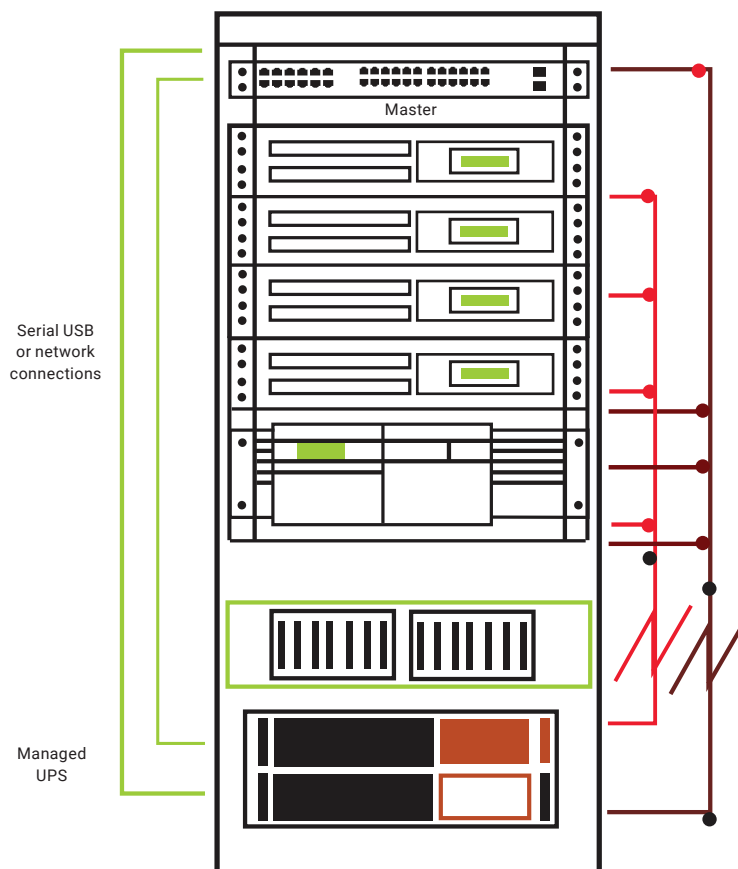 Master
Serial USB
or network
connections
Managed
UPS